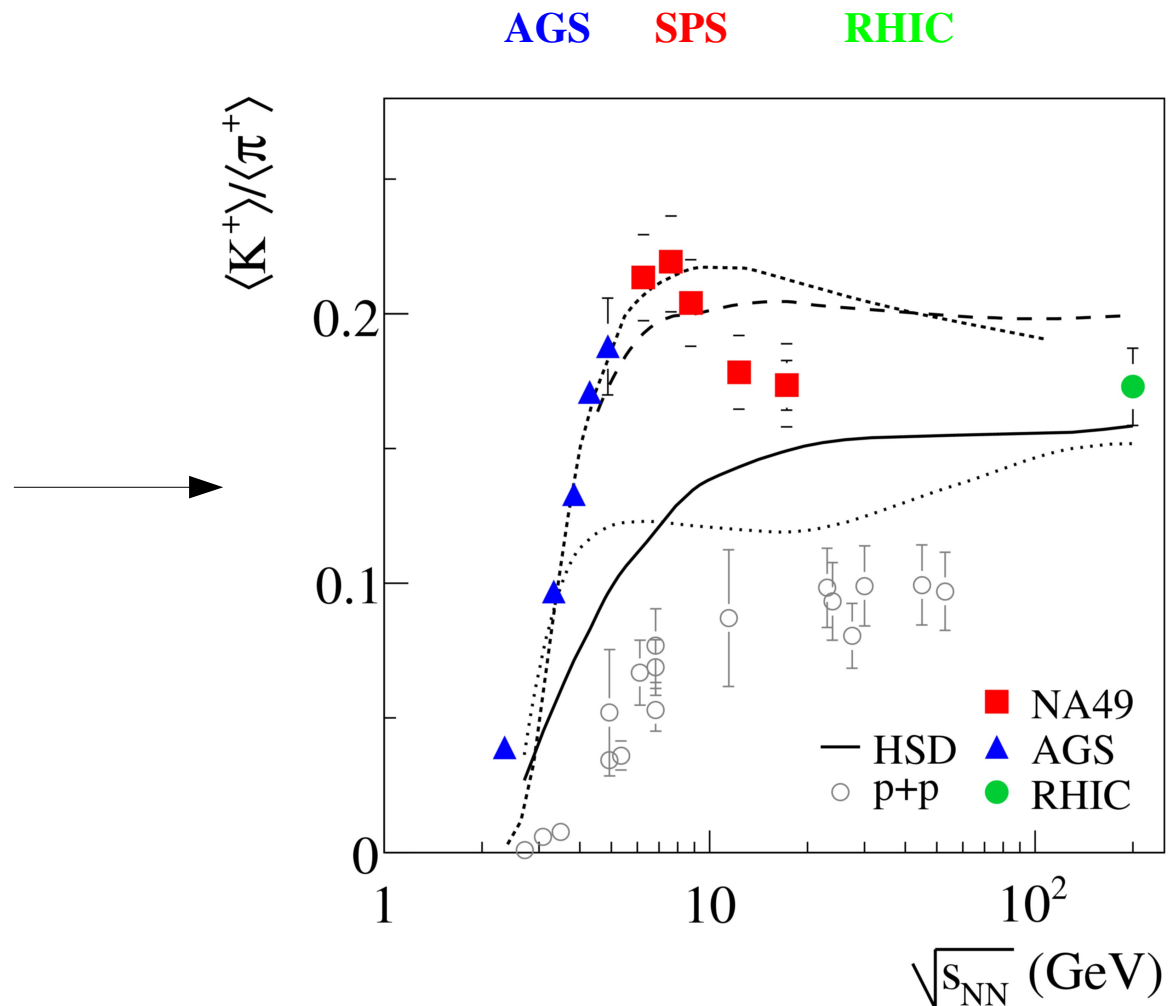 AGS SPS RHIC
⟨K⁺⟩/⟨π⁺⟩
0.2
0.1
0
1 10 10²
√s_NN (GeV)
NA49
HSD AGS
p+p RHIC